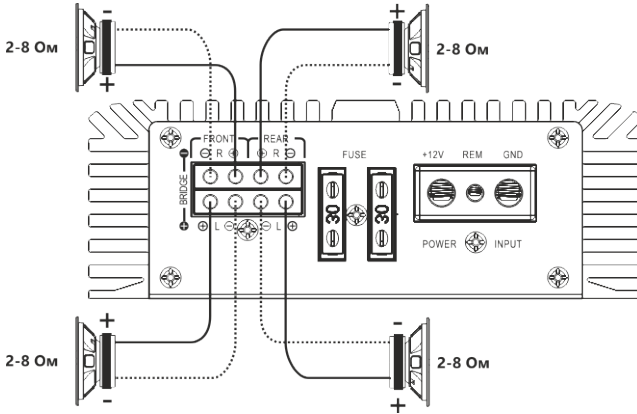 -
+
2-8 Ом
+
-
2-8 Ом
FRONT REAR
⊖ R ⊕ ⊕ R ⊖
FUSE
+12V REM GND
BRIDGE
30 30
⊕ L ⊖ ⊖ L ⊕
POWER INPUT
+
-
2-8 Ом
-
+
2-8 Ом